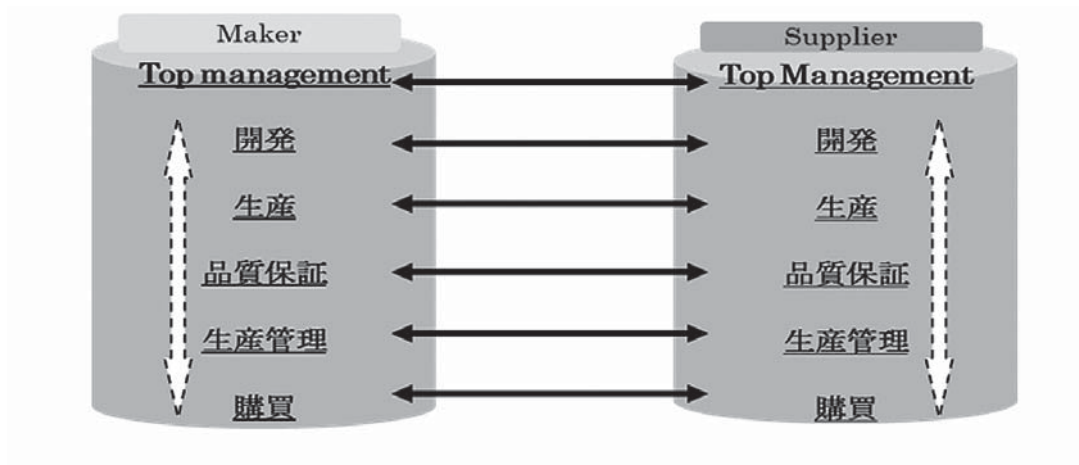 Maker
Supplier
Top management
Top Management
開発
開発
生産
生産
品質保証
品質保証
生産管理
生産管理
購買
購買